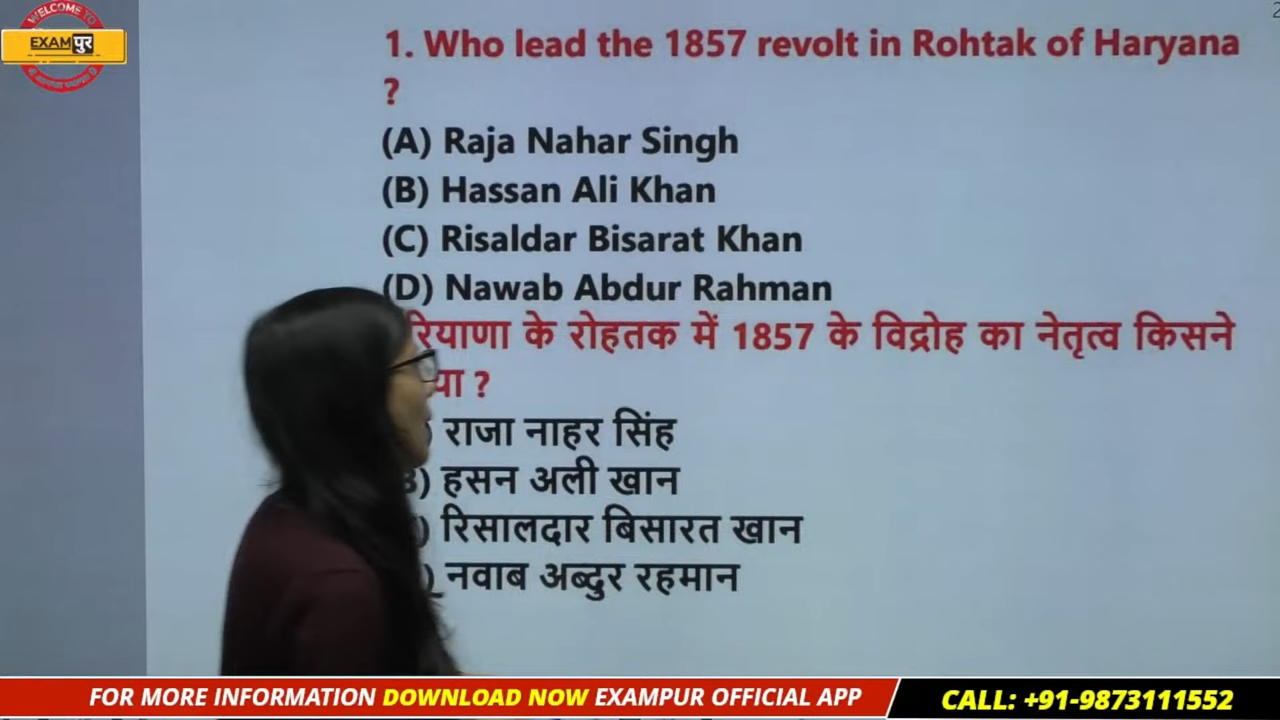 WELCOME TO
EXAMपुर
1. Who lead the 1857 revolt in Rohtak of Haryana
?
(A) Raja Nahar Singh
(B) Hassan Ali Khan
(C) Risaldar Bisarat Khan
(D) Nawab Abdur Rahman
के रोहतक में 1857 के विद्रोह का नेतृत्व किसने
?
राजा नाहर सिंह
हसन अली खान
रिसालदार बिसारत खान
नवाब अब्दुर रहमान
FOR MORE INFORMATION DOWNLOAD NOW EXAMPUR OFFICIAL APP
CALL: +91-9873111552